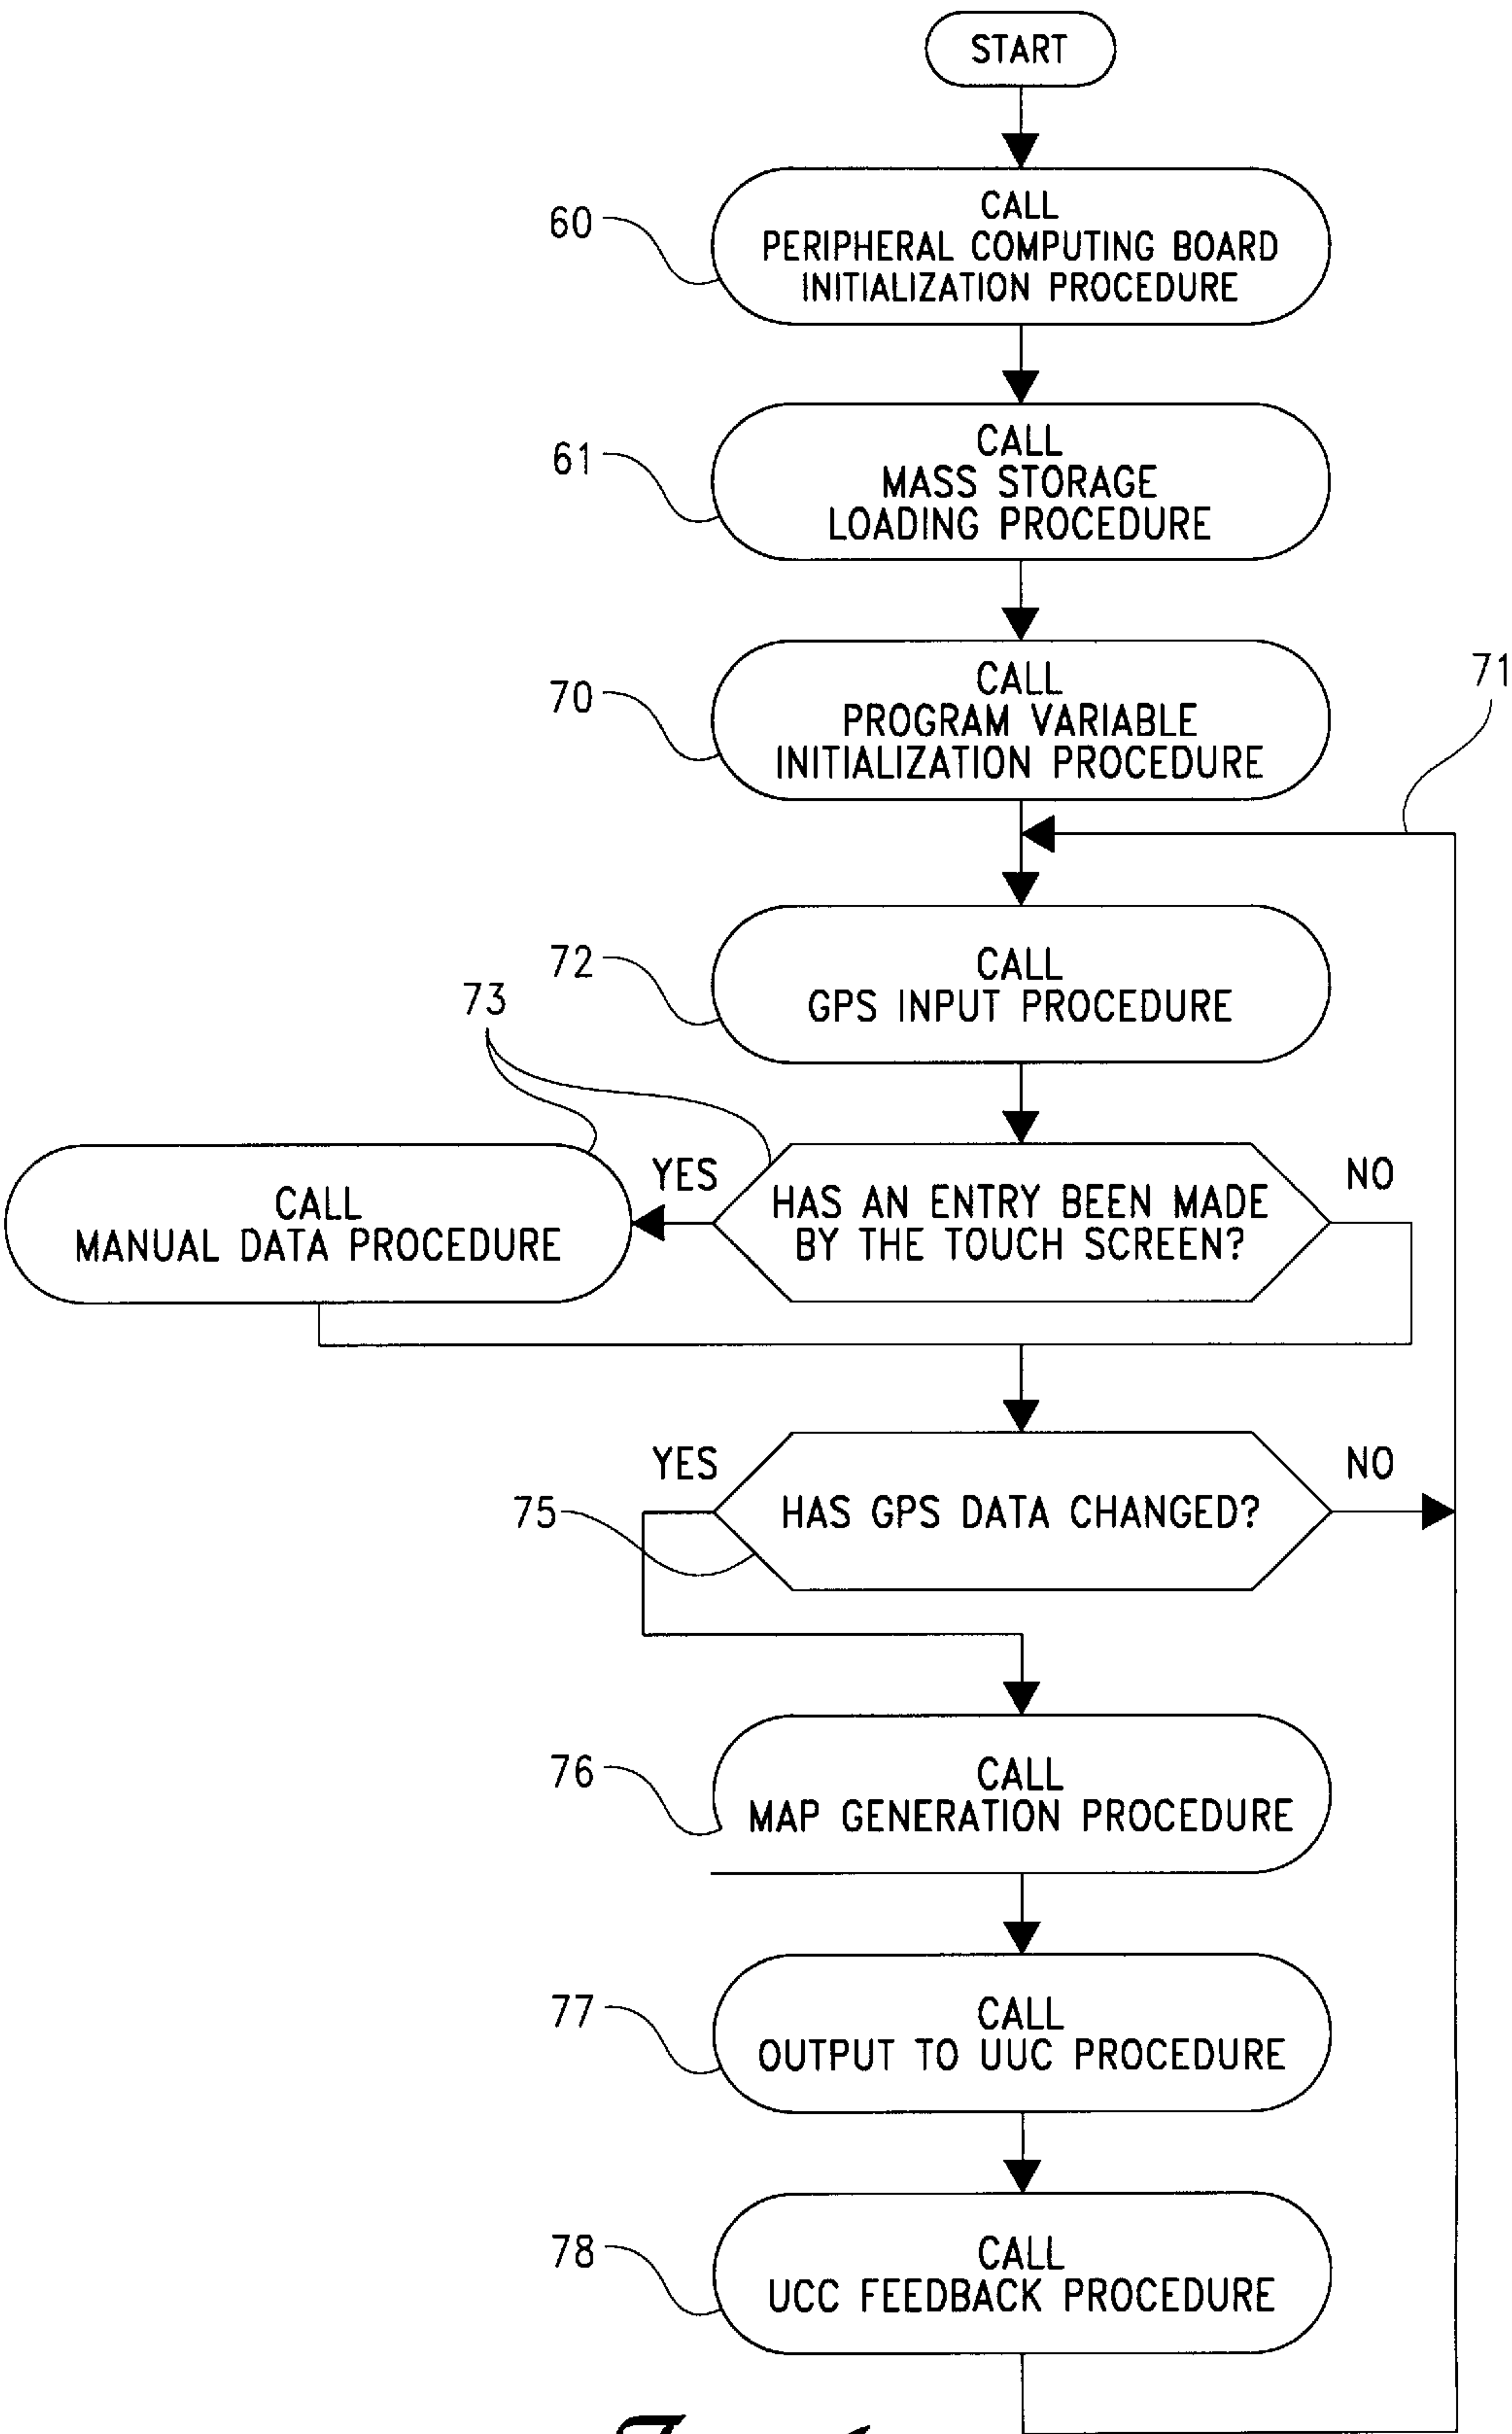 START
60
CALL
PERIPHERAL COMPUTING BOARD
INITIALIZATION PROCEDURE
61
CALL
MASS STORAGE
LOADING PROCEDURE
70
CALL
PROGRAM VARIABLE
INITIALIZATION PROCEDURE
71
72
CALL
GPS INPUT PROCEDURE
73
CALL
MANUAL DATA PROCEDURE
YES
HAS AN ENTRY BEEN MADE
BY THE TOUCH SCREEN?
NO
YES
75
HAS GPS DATA CHANGED?
NO
76
CALL
MAP GENERATION PROCEDURE
77
CALL
OUTPUT TO UUC PROCEDURE
78
CALL
UCC FEEDBACK PROCEDURE